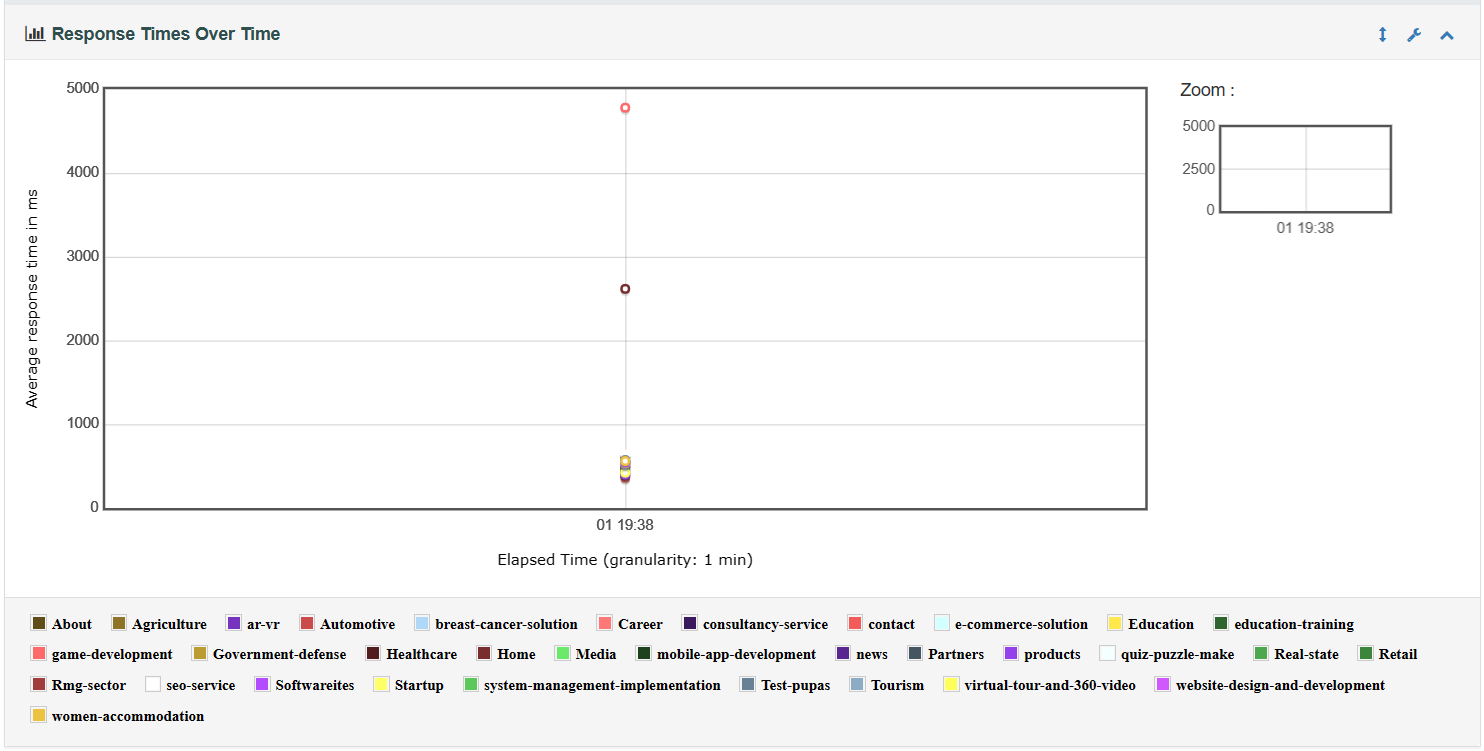 Response Times Over Time
Zoom :
5000
4000
3000
2000
1000
0
Average response time in ms
01 19:38
Elapsed Time (granularity: 1 min)
5000
2500
0
01 19:38
About Agriculture ar-vr Automotive breast-cancer-solution Career consultancy-service contact e-commerce-solution Education education-training
game-development Government-defense Healthcare Home Media mobile-app-development news Partners products quiz-puzzle-make Real-state Retail
Rmg-sector seo-service Softwareites Startup system-management-implementation Test-pupas Tourism virtual-tour-and-360-video website-design-and-development
women-accommodation